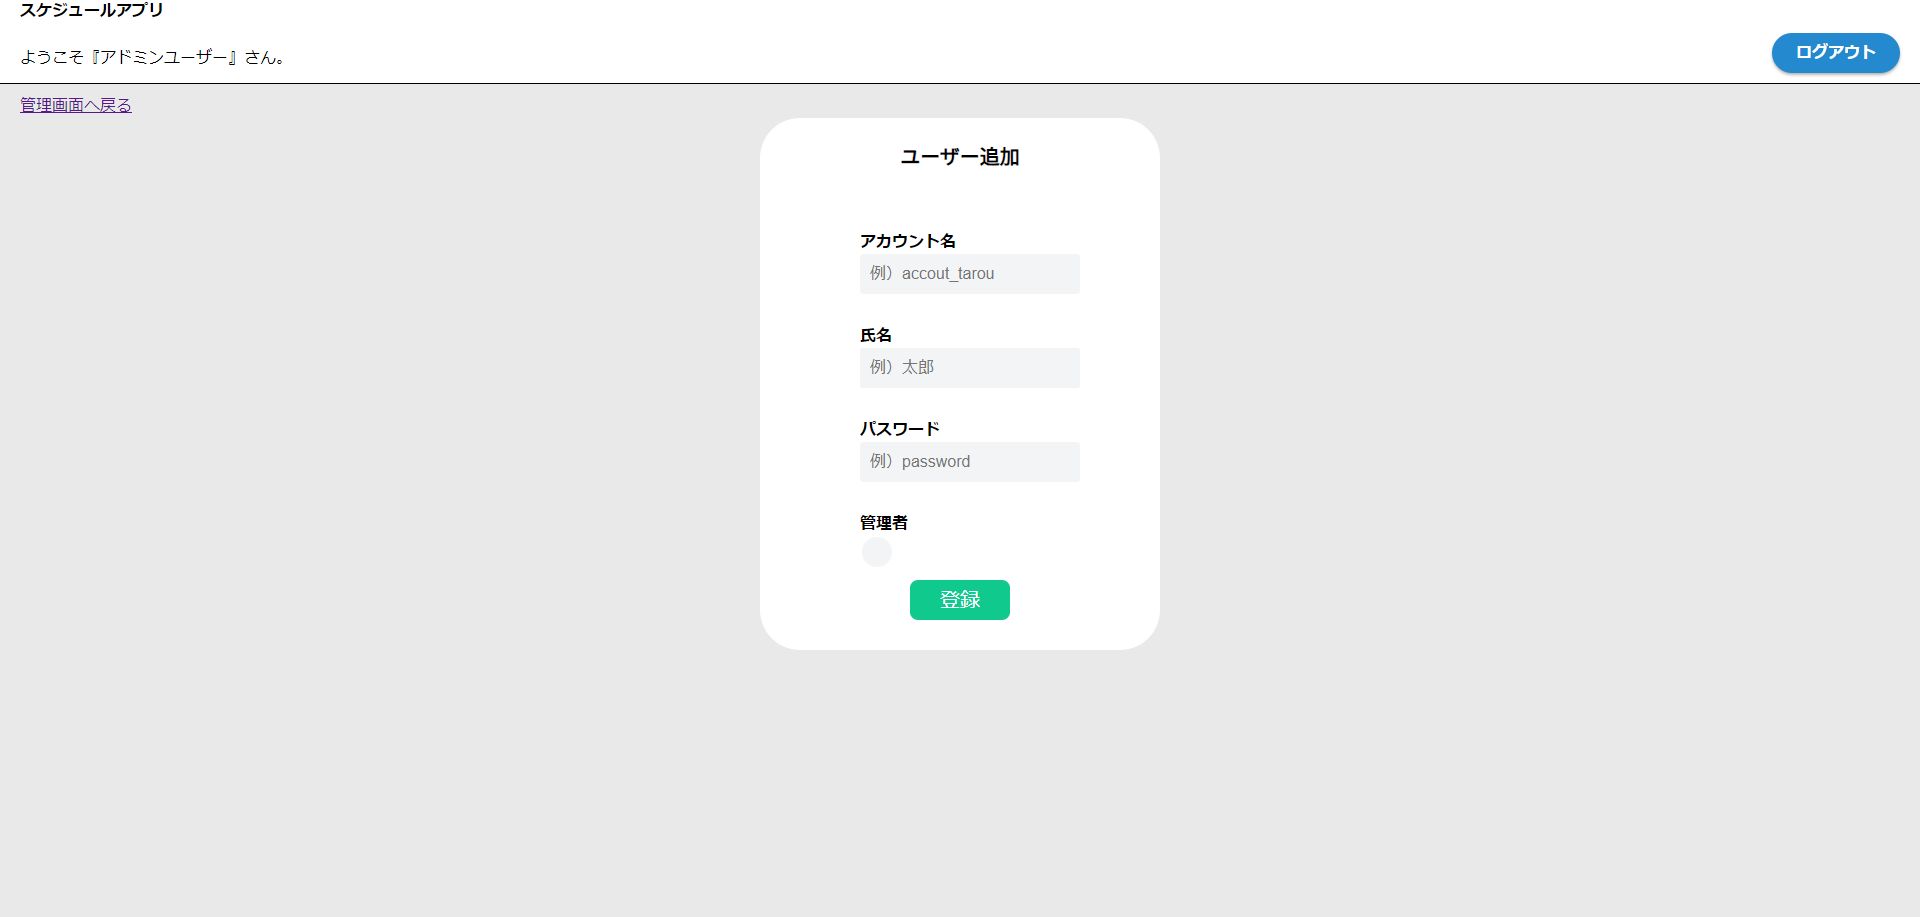 スケジュールアプリ
ようこそ『アドミンユーザー』さん。
ログアウト
管理画面へ戻る
ユーザー追加
アカウント名
例）accout_tarou
氏名
例）太郎
パスワード
例）password
管理者
登録